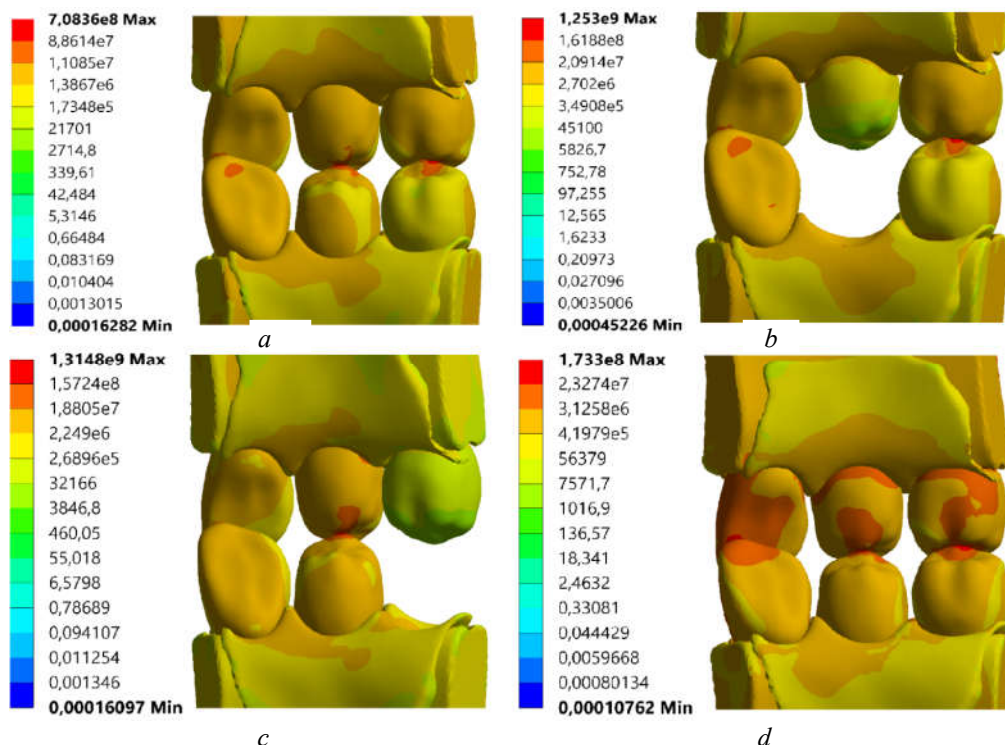 7,0836e8 Max
8,8614e7
1,1085e7
1,3867e6
1,7348e5
21701
2714,8
339,61
42,484
5,3146
0,66484
0,083169
0,010404
0,0013015
0,00016282 Min
a
1,253e9 Max
1,6188e8
2,0914e7
2,702e6
3,4908e5
45100
5826,7
752,78
97,255
12,565
1,6233
0,20973
0,027096
0,0035006
0,00045226 Min
b
1,3148e9 Max
1,5724e8
1,8805e7
2,249e6
2,6896e5
32166
3846,8
460,05
55,018
6,5798
0,78689
0,094107
0,011254
0,001346
0,00016097 Min
c
1,733e8 Max
2,3274e7
3,1258e6
4,1979e5
56379
7571,7
1016,9
136,57
18,341
2,4632
0,33081
0,044429
0,0059668
0,00080134
0,00010762 Min
d